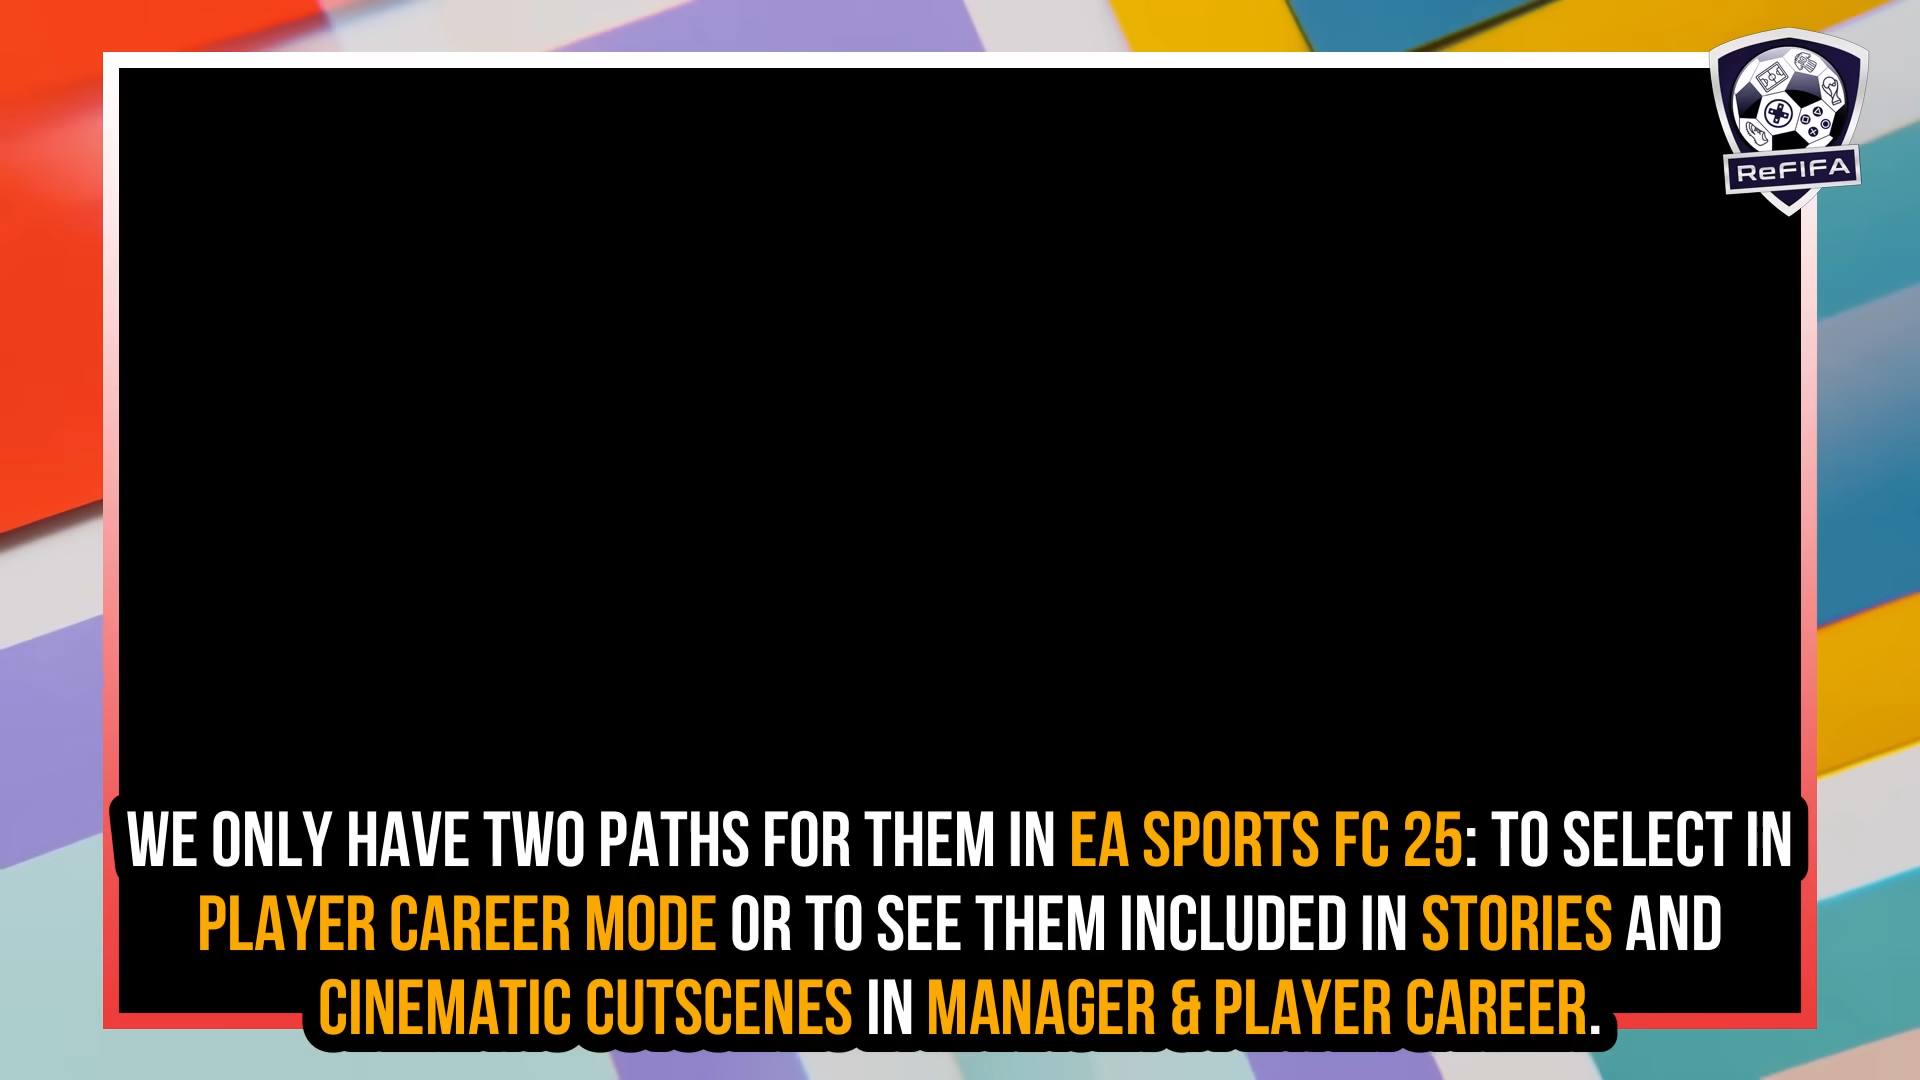 ReFIFA
WE ONLY HAVE TWO PATHS FOR THEM IN EA SPORTS FC 25: TO SELECT IN
PLAYER CAREER MODE OR TO SEE THEM INCLUDED IN STORIES AND
CINEMATIC CUTSCENES IN MANAGER & PLAYER CAREER.